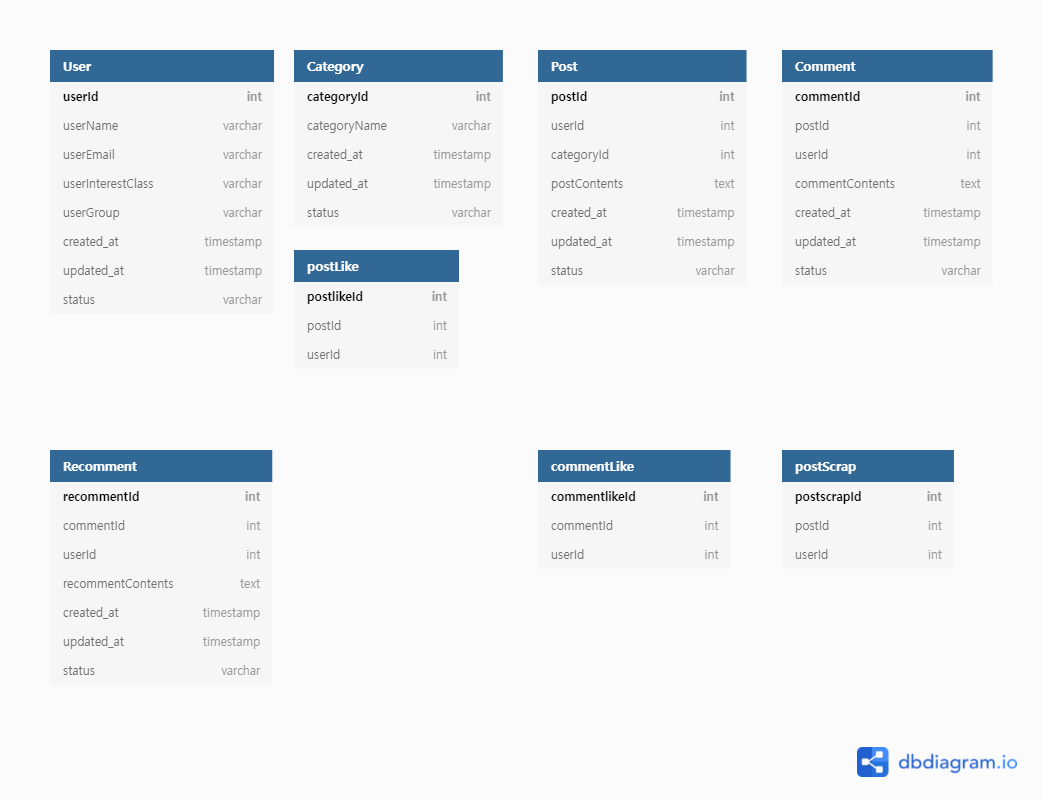 User
userId int
userName varchar
userEmail varchar
userInterestClass varchar
userGroup varchar
created_at timestamp
updated_at timestamp
status varchar
Category
categoryId int
categoryName varchar
created_at timestamp
updated_at timestamp
status varchar
postLike
postlikeId int
postId int
userId int
Post
postId int
userId int
categoryId int
postContents text
created_at timestamp
updated_at timestamp
status varchar
Comment
commentId int
postId int
userId int
commentContents text
created_at timestamp
updated_at timestamp
status varchar
Recomment
recommentId int
commentId int
userId int
recommentContents text
created_at timestamp
updated_at timestamp
status varchar
commentLike
commentlikeId int
commentId int
userId int
postScrap
postscrapId int
postId int
userId int
dbdiagram.io